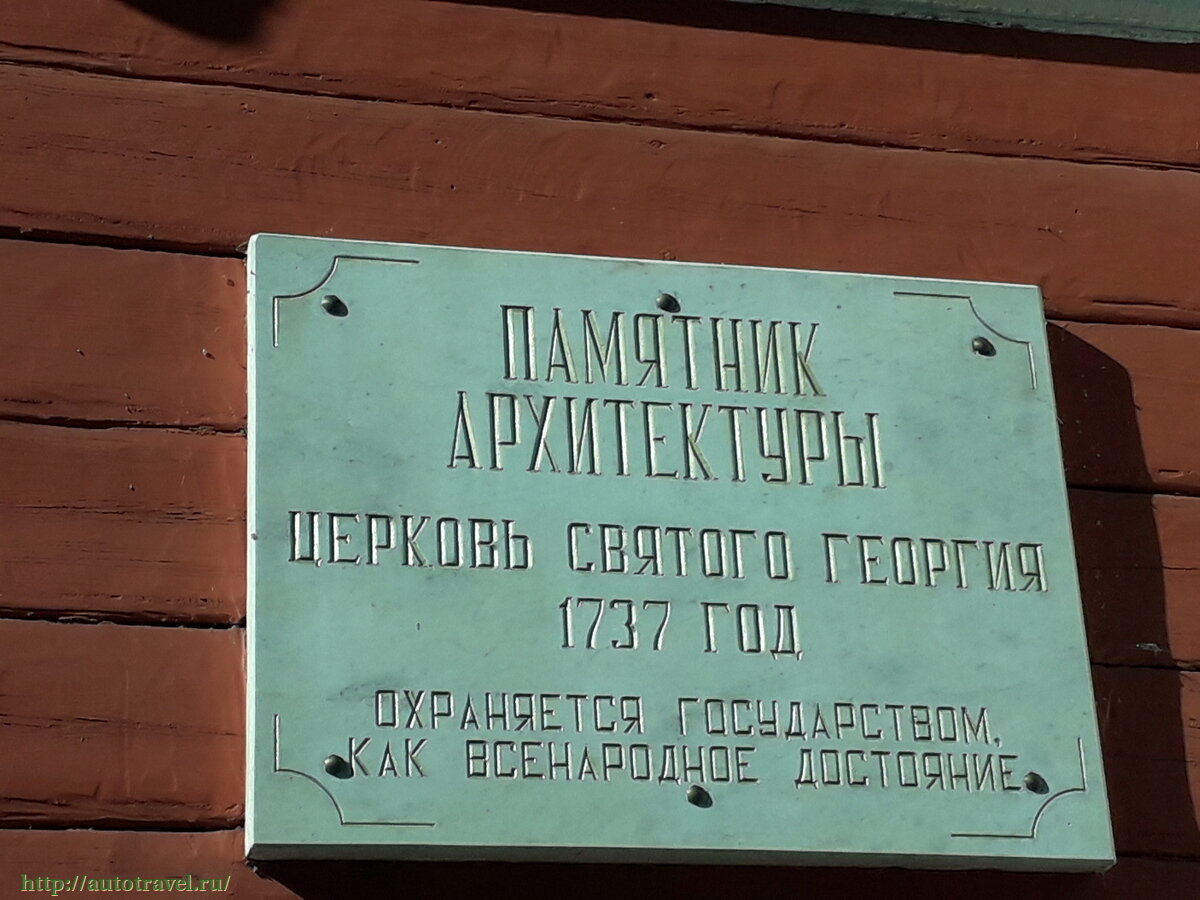 ПАМЯТНИК
АРХИТЕКТУРЫ
ЦЕРКОВЬ СВЯТОГО ГЕОРГИЯ
1737 ГОД
ОХРАНЯЕТСЯ ГОСУДАРСТВОМ,
КАК ВСЕНАРОДНОЕ ДОСТОЯНИЕ
http://autotravel.ru/